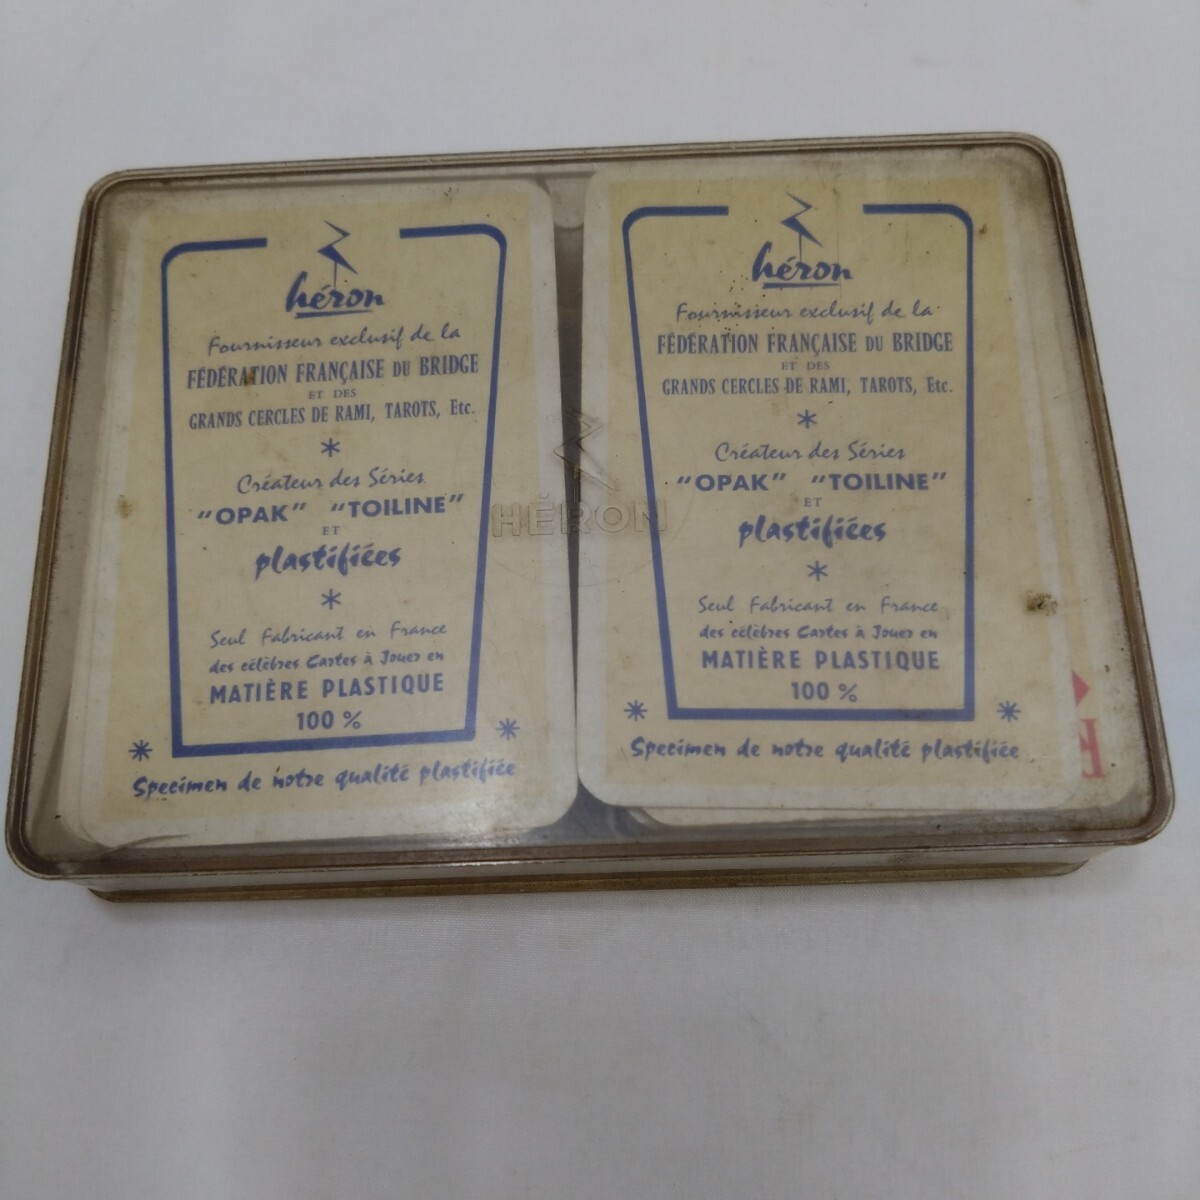 héron
Fournisseur exclusif de la
FÉDÉRATION FRANÇAISE DU BRIDGE
ET DES
GRANDS CERCLES DE RAMI, TAROTS, Etc.
*
Créateur des Séries
"OPAK" "TOILINE"
ET
plastifiées
*
Seul Fabricant en France
des célèbres Cartes à Jouer en
MATIÈRE PLASTIQUE
100 %
* *
Specimen de notre qualité plastifiée
HÉRON
héron
Fournisseur exclusif de la
FÉDÉRATION FRANÇAISE DU BRIDGE
ET DES
GRANDS CERCLES DE RAMI, TAROTS, Etc.
*
Créateur des Séries
"OPAK" "TOILINE"
ET
plastifiées
*
Seul Fabricant en France
des célèbres Cartes à Jouer en
MATIÈRE PLASTIQUE
100 %
* *
Specimen de notre qualité plastifiée